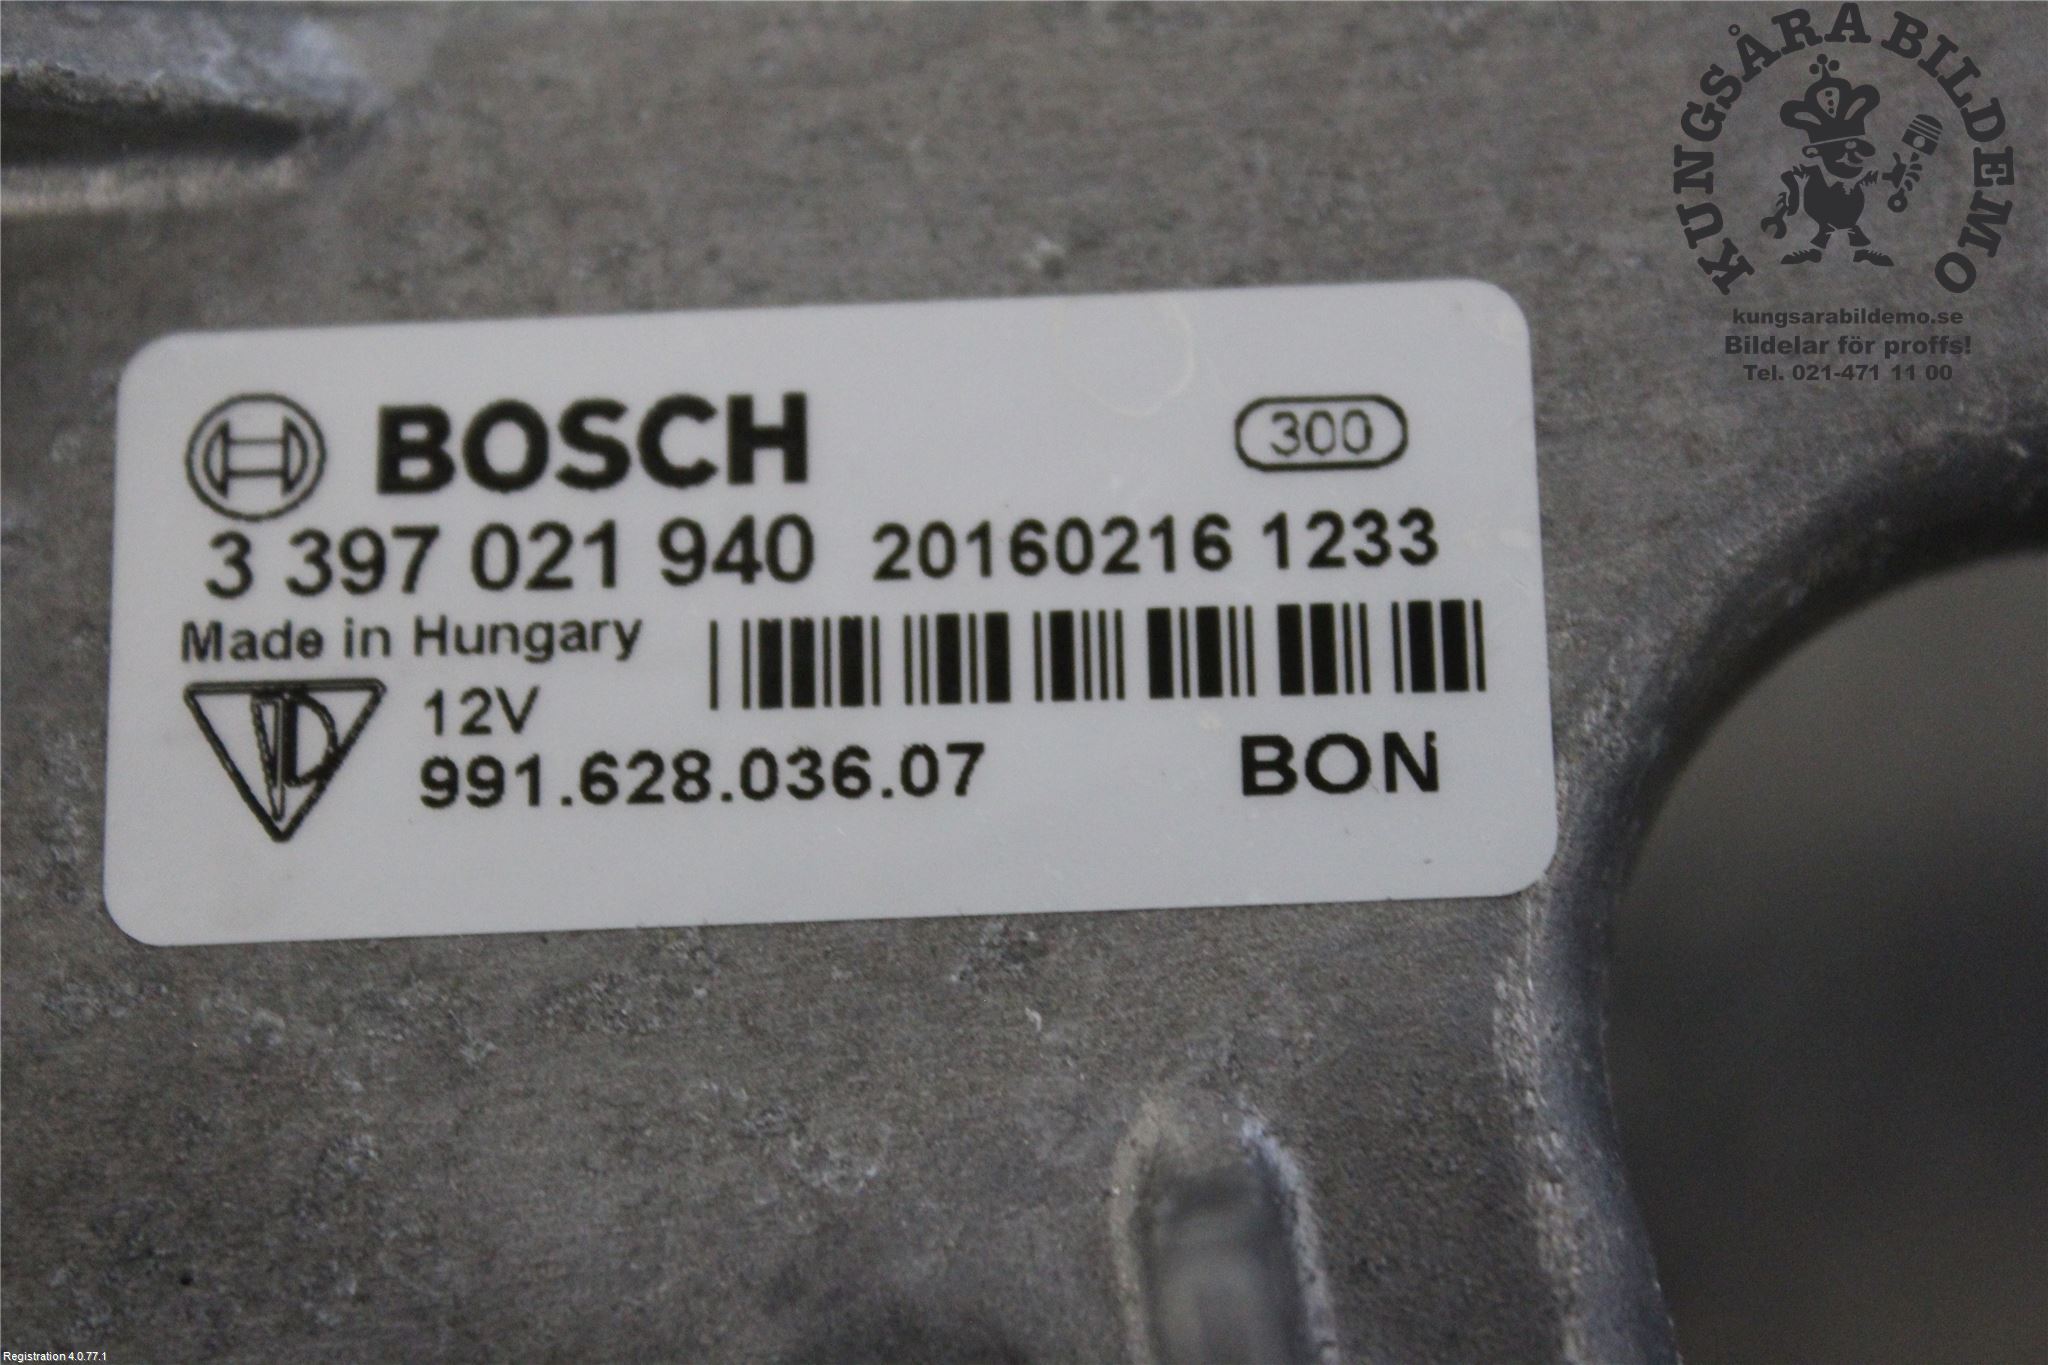 KUNGSÅRA BILDEMO
kungsarabildemo.se
Bildelar för proffs!
Tel. 021-471 11 00
BOSCH
300
3 397 021 940 20160216 1233
Made in Hungary
12V
991.628.036.07
BON
Registration 4.0.77.1